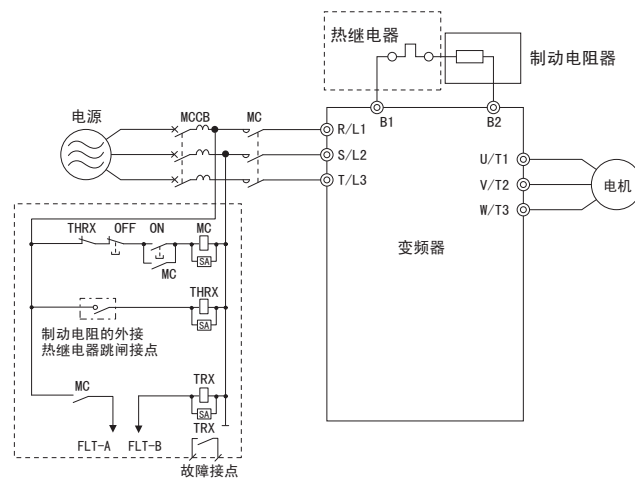 热继电器
制动电阻器
B1
B2
电源
MCCB
MC
R/L1
S/L2
T/L3
U/T1
V/T2
W/T3
电机
变频器
THRX
OFF
ON
MC
SA
MC
THRX
SA
制动电阻的外接
热继电器跳闸接点
MC
TRX
SA
FLT-A
FLT-B
TRX
故障接点